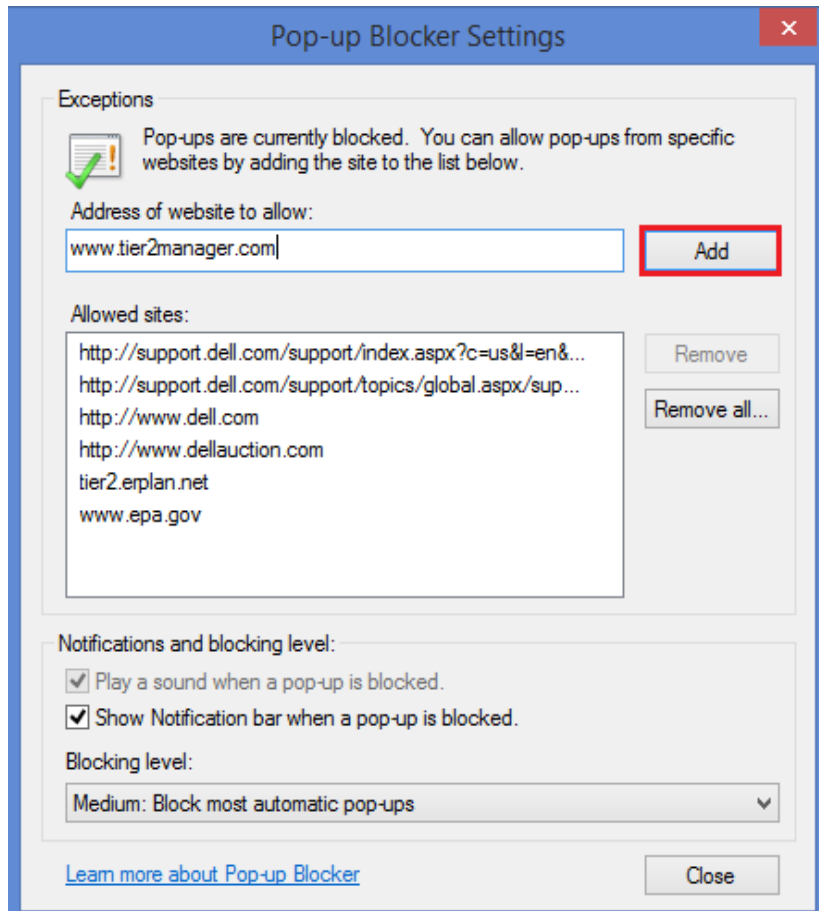 Pop-up Blocker Settings
Exceptions
Pop-ups are currently blocked.  You can allow pop-ups from specific
websites by adding the site to the list below.
Address of website to allow:
www.tier2manager.com
Add
Allowed sites:
http://support.dell.com/support/index.aspx?c=us&l=en&...
http://support.dell.com/support/topics/global.aspx/sup...
http://www.dell.com
http://www.dellauction.com
tier2.erplan.net
www.epa.gov
Remove
Remove all...
Notifications and blocking level:
Play a sound when a pop-up is blocked.
Show Notification bar when a pop-up is blocked.
Blocking level:
Medium: Block most automatic pop-ups
Learn more about Pop-up Blocker
Close